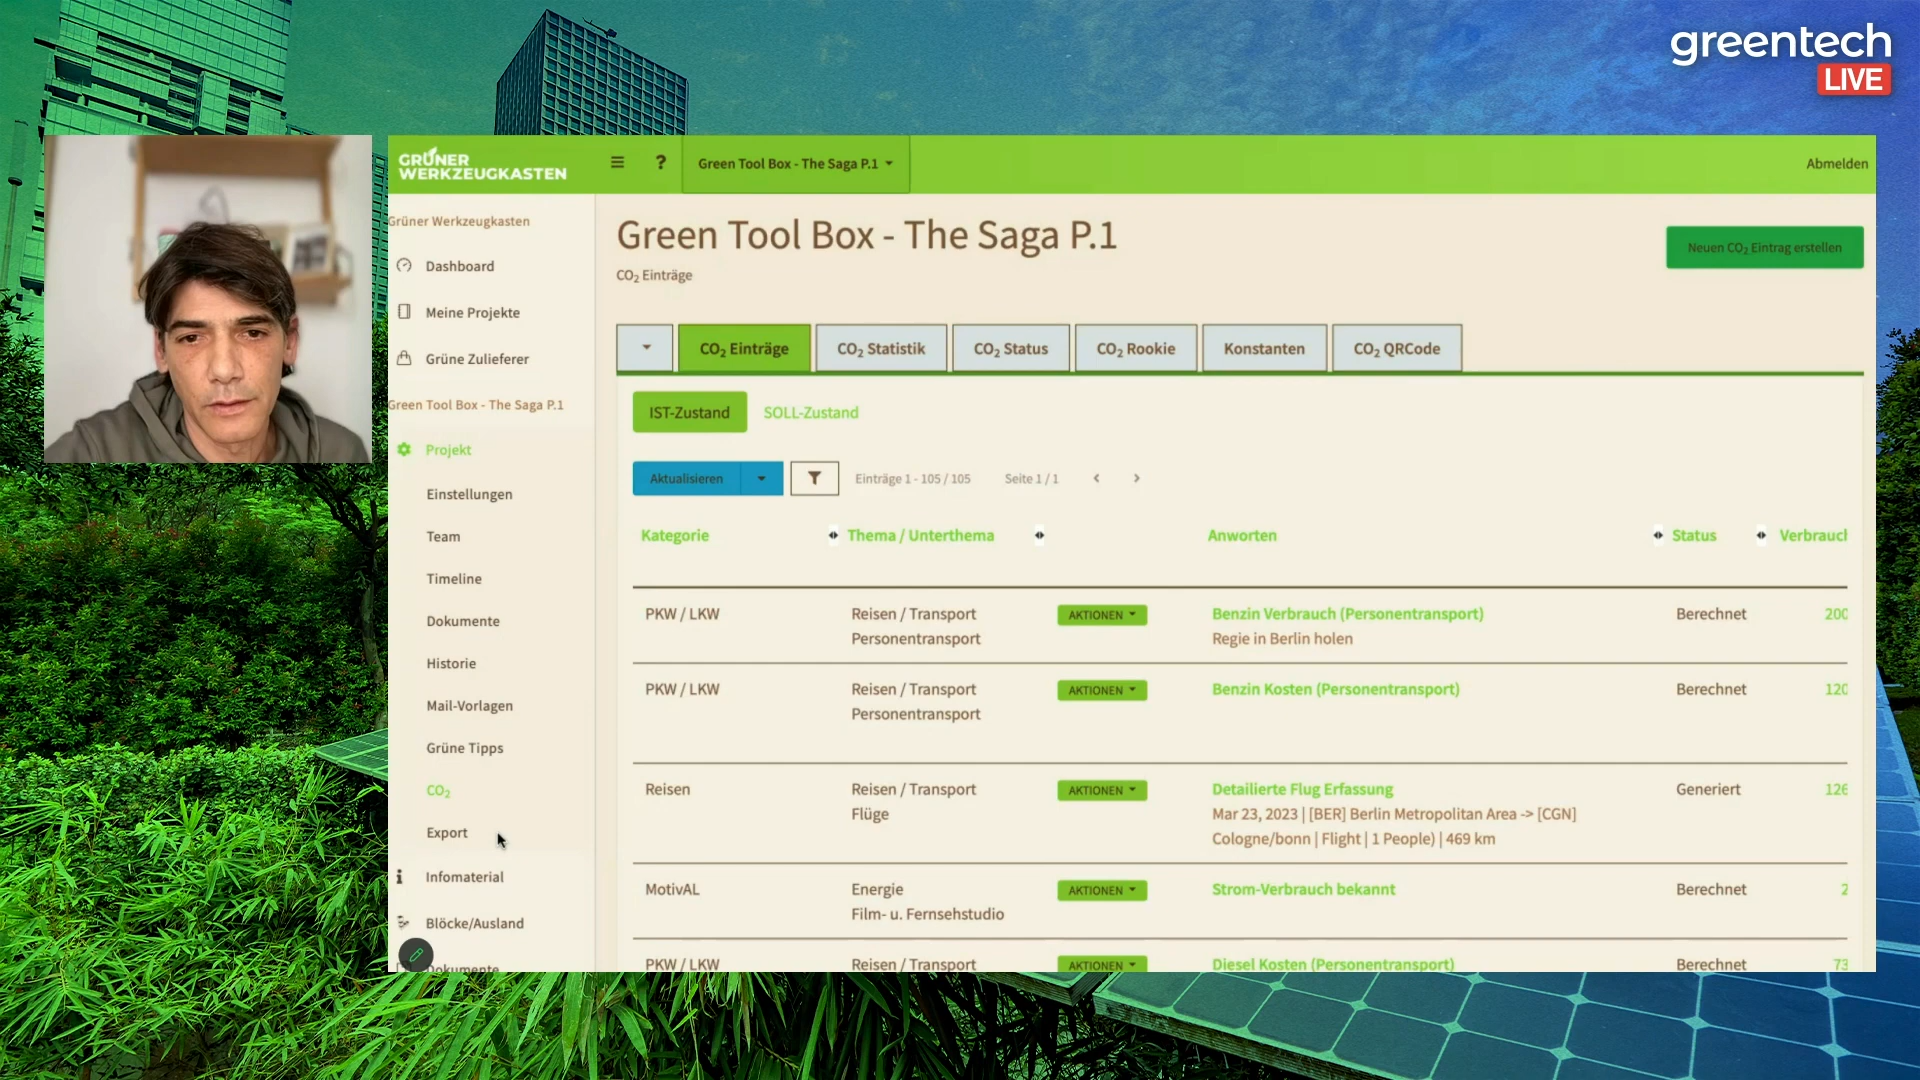 greentech
LIVE
GRÜNER
WERKZEUGKASTEN
?
Green Tool Box - The Saga P.1
Abmelden
Grüner Werkzeugkasten
Dashboard
Meine Projekte
Grüne Zulieferer
Green Tool Box - The Saga P.1
Projekt
Einstellungen
Team
Timeline
Dokumente
Historie
Mail-Vorlagen
Grüne Tipps
CO₂
Export
Infomaterial
Blöcke/Ausland
Dokumente
Green Tool Box - The Saga P.1
CO₂ Einträge
Neuen CO₂ Eintrag erstellen
CO₂ Einträge
CO₂ Statistik
CO₂ Status
CO₂ Rookie
Konstanten
CO₂ QRCode
IST-Zustand
SOLL-Zustand
Aktualisieren
Einträge 1 - 105 / 105
Seite 1 / 1
Kategorie
Thema / Unterthema
Anworten
Status
PKW / LKW
Reisen / Transport
Personentransport
AKTIONEN
Benzin Verbrauch (Personentransport)
Regie in Berlin holen
Berechnet
200
PKW / LKW
Reisen / Transport
Personentransport
AKTIONEN
Benzin Kosten (Personentransport)
Berechnet
120
Reisen
Reisen / Transport
Flüge
AKTIONEN
Detailierte Flug Erfassung
Mar 23, 2023 | [BER] Berlin Metropolitan Area -> [CGN]
Cologne/bonn | Flight | 1 People) | 469 km
Generiert
126
MotivAL
Energie
Film- u. Fernsehstudio
AKTIONEN
Strom-Verbrauch bekannt
Berechnet
2
PKW / LKW
Reisen / Transport
AKTIONEN
Diesel Kosten (Personentransport)
Berechnet
73